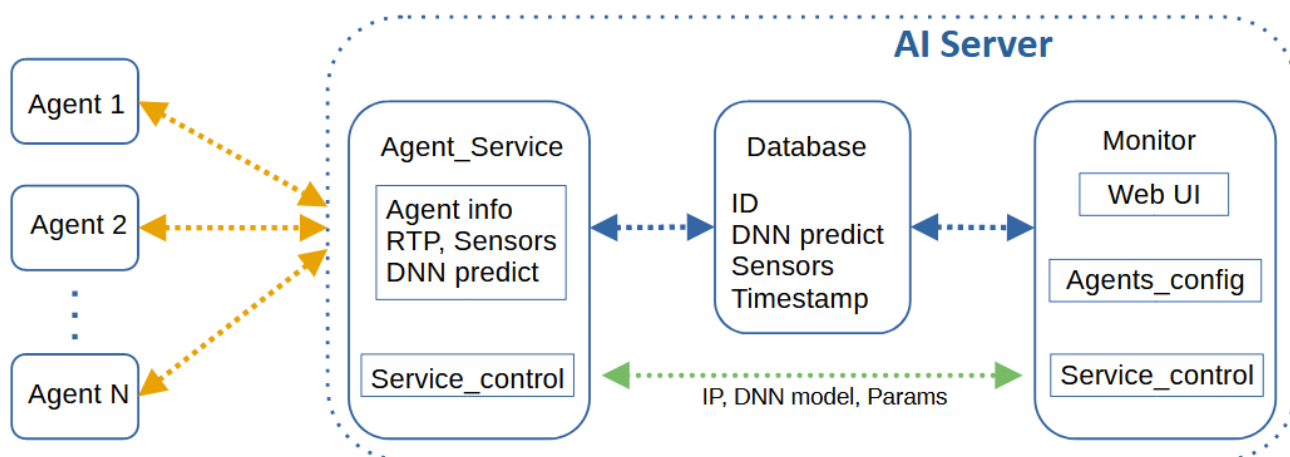 AI Server
Agent 1
Agent 2
Agent N
Agent_Service
Agent info
RTP, Sensors
DNN predict
Service_control
Database
ID
DNN predict
Sensors
Timestamp
IP, DNN model, Params
Monitor
Web UI
Agents_config
Service_control